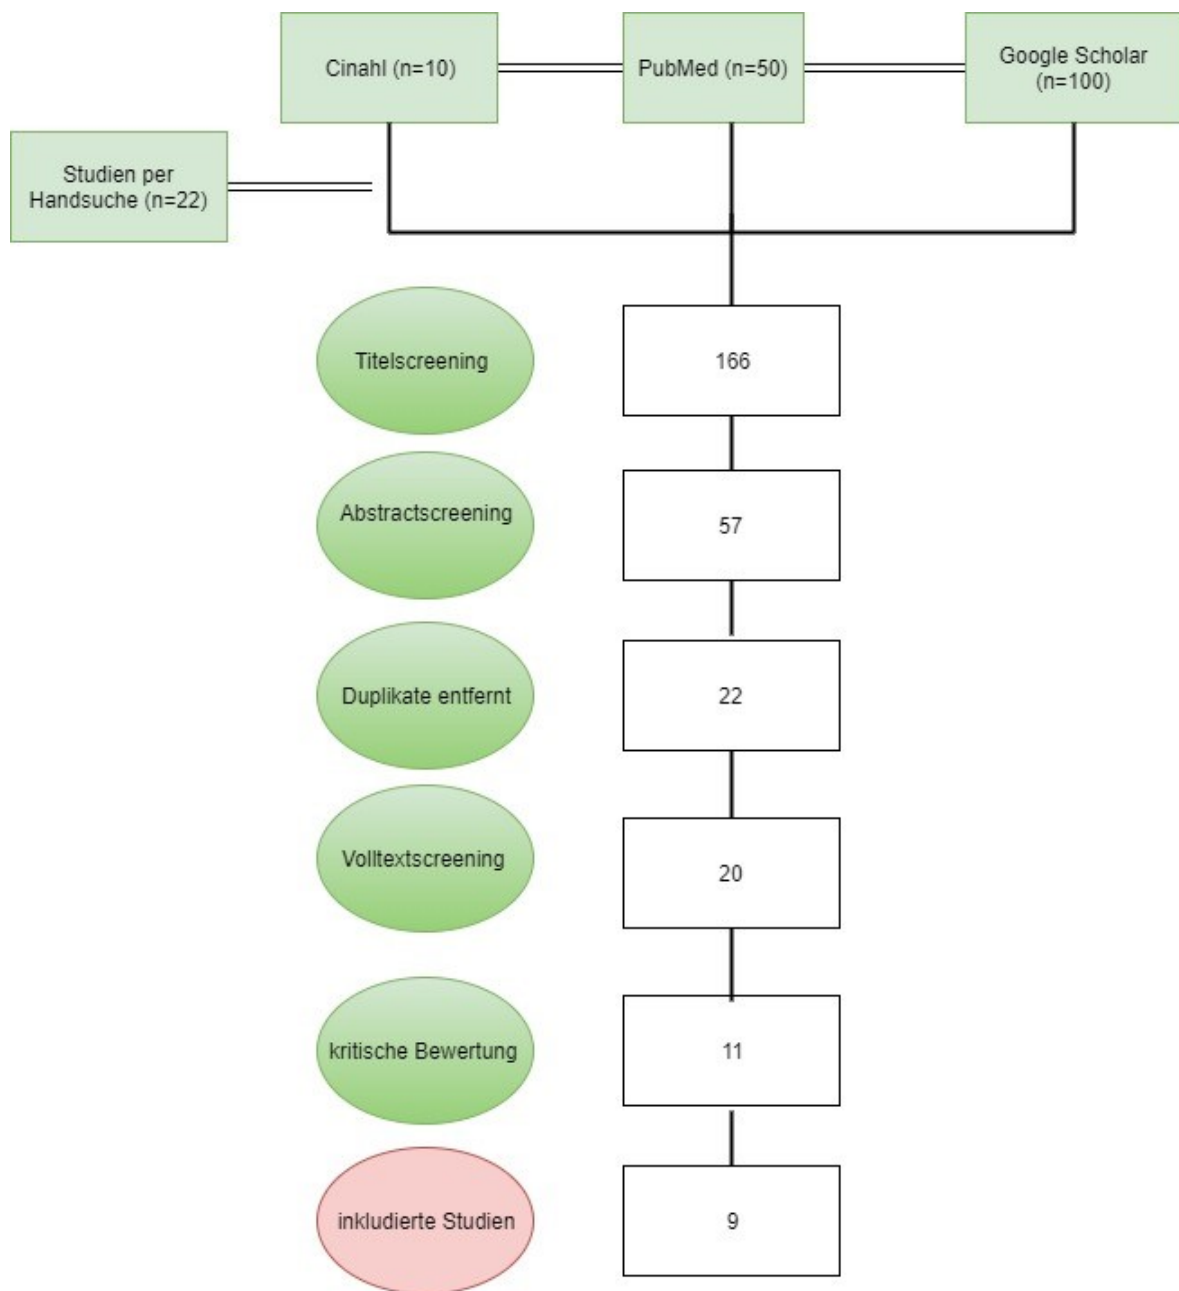 Cinahl (n=10)
PubMed (n=50)
Google Scholar
(n=100)
Studien per
Handsuche (n=22)
Titelscreening
166
Abstractscreening
57
Duplikate entfernt
22
Volltextscreening
20
kritische Bewertung
11
inkludierte Studien
9